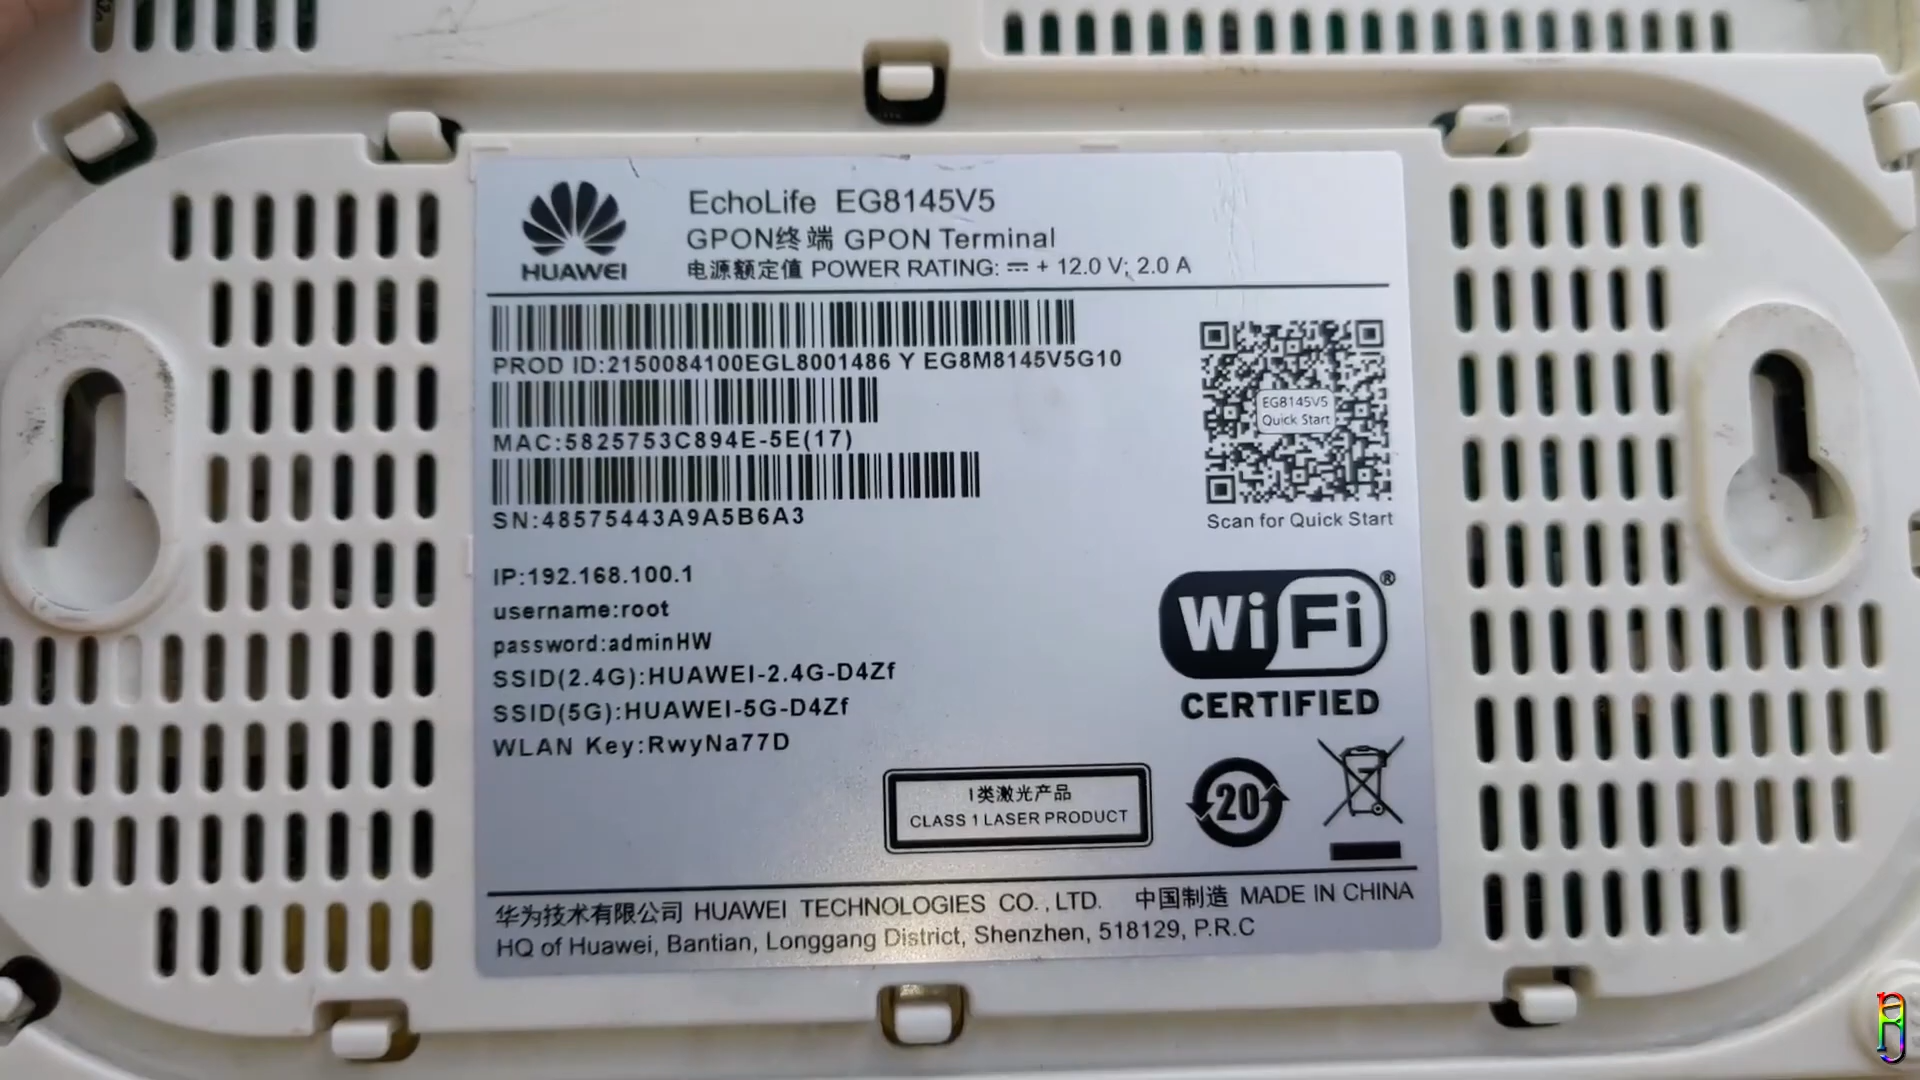 HUAWEI
EchoLife EG8145V5
GPON终端 GPON Terminal
电源额定值 POWER RATING: ⎓ + 12.0 V; 2.0 A
PROD ID:2150084100EGL8001486 Y EG8M8145V5G10
MAC:5825753C894E-5E(17)
SN:48575443A9A5B6A3
EG8145V5
Quick Start
Scan for Quick Start
IP:192.168.100.1
username:root
password:adminHW
SSID(2.4G):HUAWEI-2.4G-D4Zf
SSID(5G):HUAWEI-5G-D4Zf
WLAN Key:RwyNa77D
WiFi®
CERTIFIED
I类激光产品
CLASS 1 LASER PRODUCT
20
华为技术有限公司 HUAWEI TECHNOLOGIES CO.,LTD. 中国制造 MADE IN CHINA
HQ of Huawei, Bantian, Longgang District, Shenzhen, 518129, P.R.C